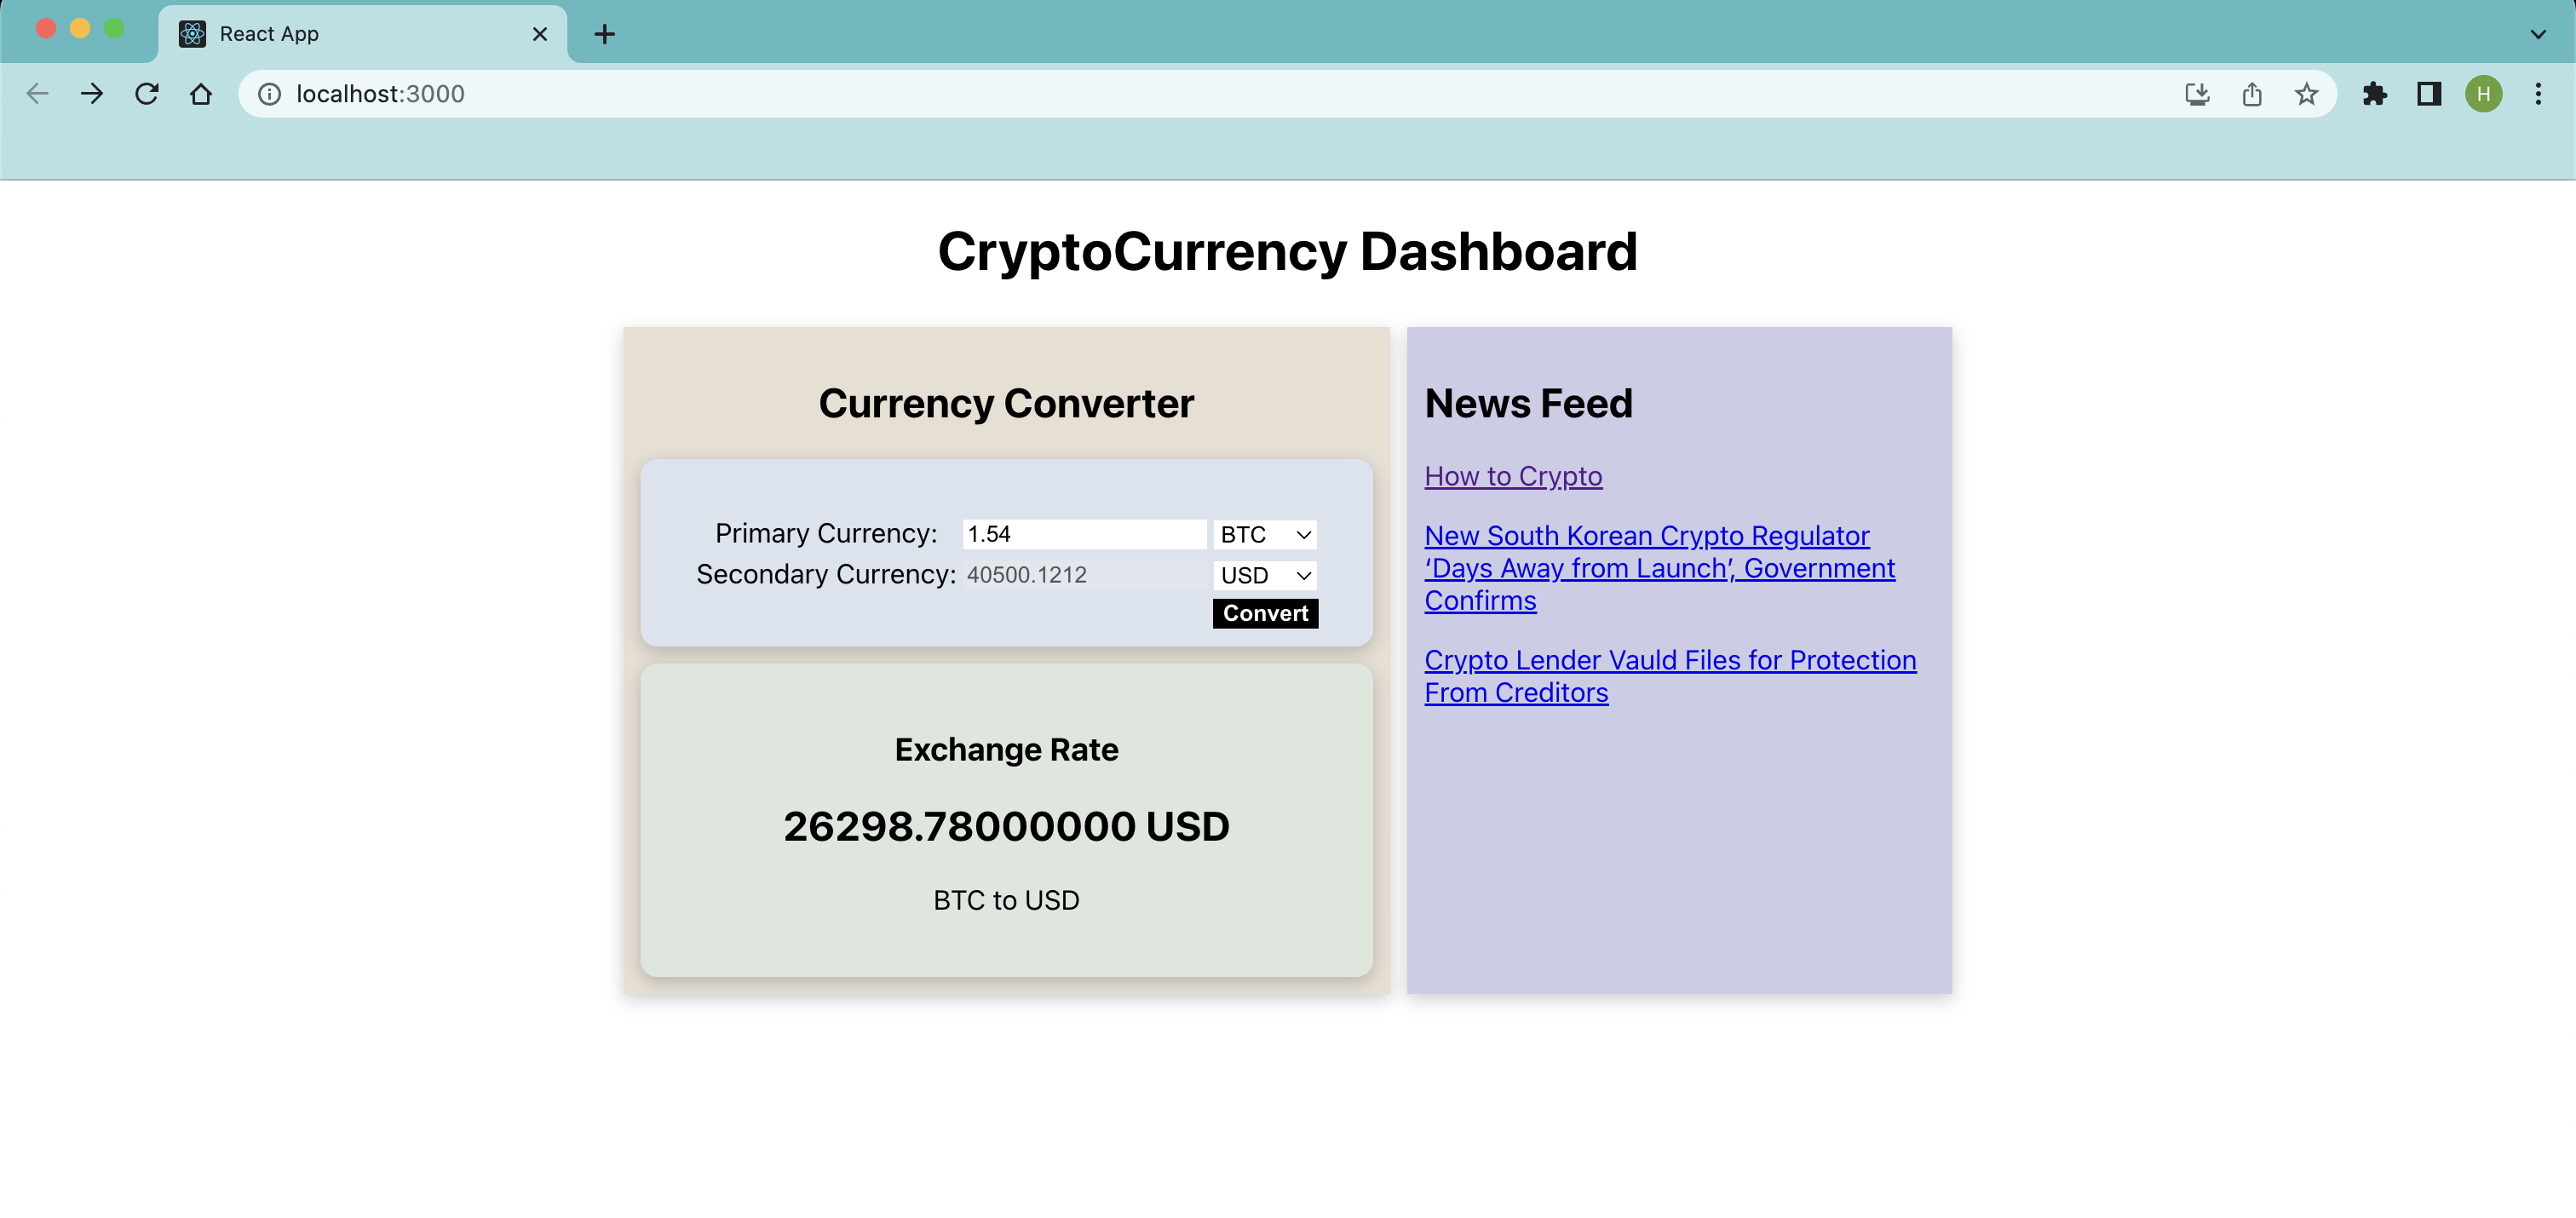 React App
localhost:3000
H
CryptoCurrency Dashboard
Currency Converter
Primary Currency: 1.54 BTC
Secondary Currency: 40500.1212 USD
Convert
Exchange Rate
26298.78000000 USD
BTC to USD
News Feed
How to Crypto
New South Korean Crypto Regulator
‘Days Away from Launch’, Government
Confirms
Crypto Lender Vauld Files for Protection
From Creditors